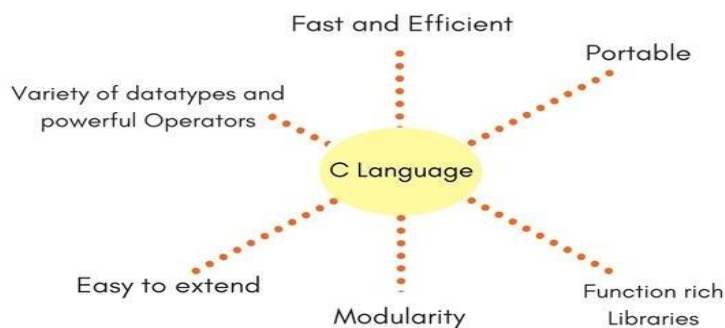 Fast and Efficient
Portable
Variety of datatypes and
powerful Operators
C Language
Easy to extend
Modularity
Function rich
Libraries